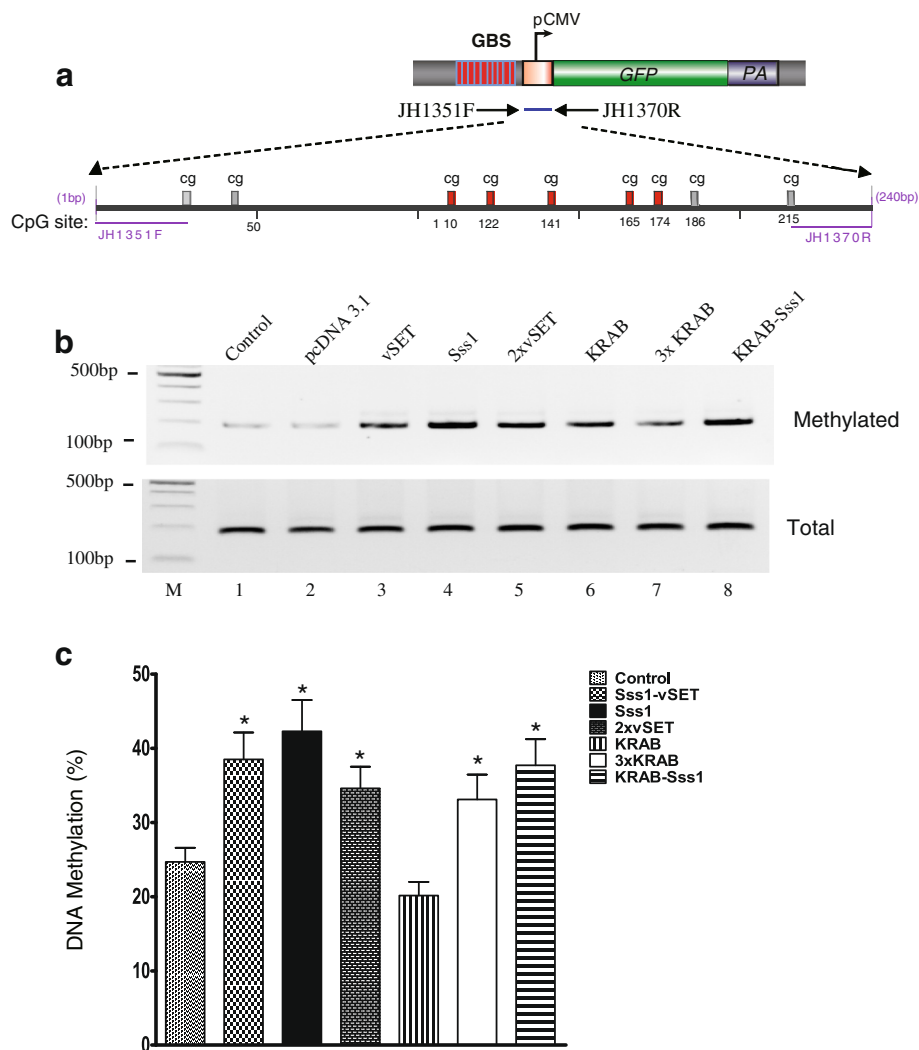 a
GBS
pCMV
GFP
PA
JH1351F
JH1370R
cg cg cg cg cg cg cg cg cg
(1bp)
(240bp)
CpG site:
50 1 10 122 141 165 174 186 215
JH1351F
JH1370R
b
Control pcDNA 3.1 vSET Sss1 2xvSET KRAB 3x KRAB KRAB-Sss1
500bp
100bp
Methylated
500bp
100bp
Total
M 1 2 3 4 5 6 7 8
c
DNA Methylation (%)
50
40
30
20
10
0
* * * * *
Control
Sss1-vSET
Sss1
2xvSET
KRAB
3xKRAB
KRAB-Sss1